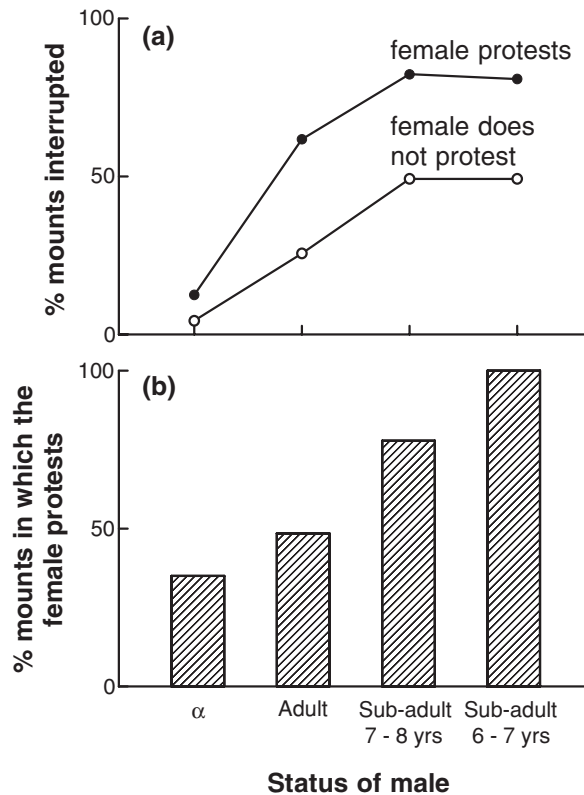 100
(a)
female protests
female does
not protest
% mounts interrupted
50
0
100
(b)
% mounts in which the
female protests
50
0
α
Adult
Sub-adult
7 - 8 yrs
Sub-adult
6 - 7 yrs
Status of male